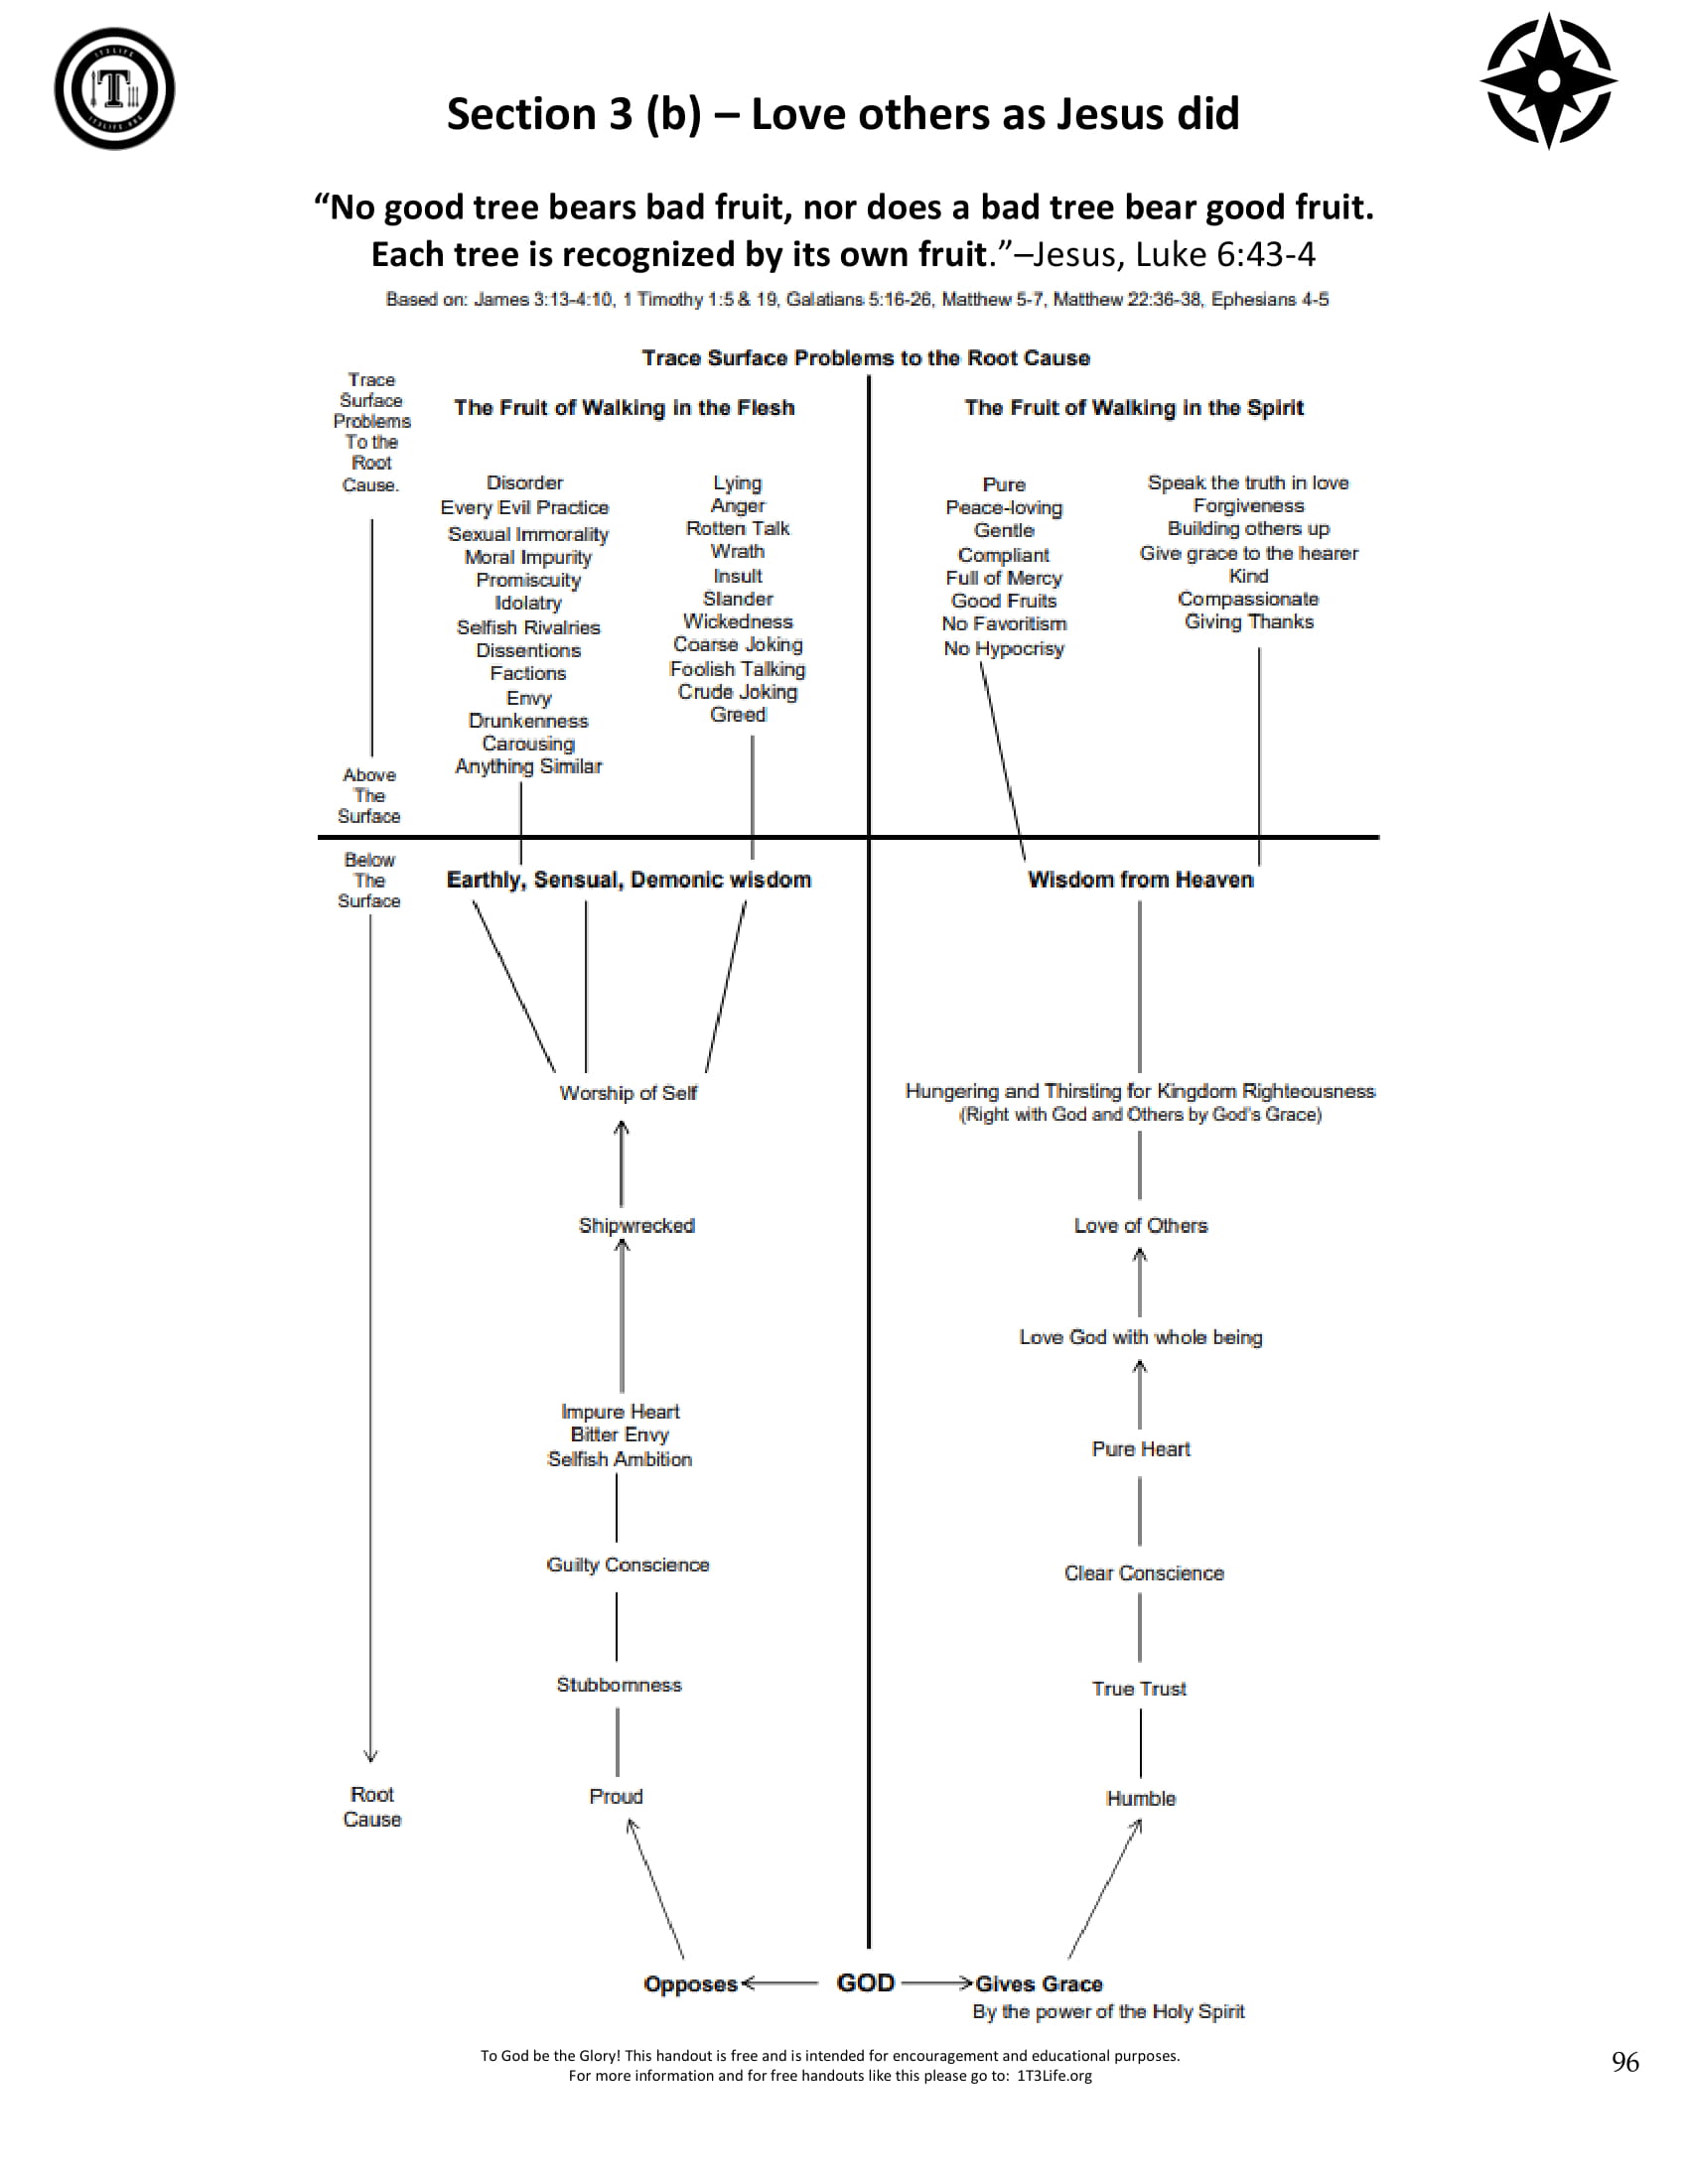 Section 3 (b) – Love others as Jesus did
“No good tree bears bad fruit, nor does a bad tree bear good fruit.
Each tree is recognized by its own fruit.”–Jesus, Luke 6:43-4
Based on: James 3:13-4:10, 1 Timothy 1:5 & 19, Galatians 5:16-26, Matthew 5-7, Matthew 22:36-38, Ephesians 4-5
Trace Surface Problems to the Root Cause
Trace
Surface
Problems
To the
Root
Cause.
Above
The
Surface
The Fruit of Walking in the Flesh
Disorder
Every Evil Practice
Sexual Immorality
Moral Impurity
Promiscuity
Idolatry
Selfish Rivalries
Dissentions
Factions
Envy
Drunkenness
Carousing
Anything Similar
Lying
Anger
Rotten Talk
Wrath
Insult
Slander
Wickedness
Coarse Joking
Foolish Talking
Crude Joking
Greed
The Fruit of Walking in the Spirit
Pure
Peace-loving
Gentle
Compliant
Full of Mercy
Good Fruits
No Favoritism
No Hypocrisy
Speak the truth in love
Forgiveness
Building others up
Give grace to the hearer
Kind
Compassionate
Giving Thanks
Below
The
Surface
Root
Cause
Earthly, Sensual, Demonic wisdom
Worship of Self
Shipwrecked
Impure Heart
Bitter Envy
Selfish Ambition
Guilty Conscience
Stubbornness
Proud
Wisdom from Heaven
Hungering and Thirsting for Kingdom Righteousness
(Right with God and Others by God's Grace)
Love of Others
Love God with whole being
Pure Heart
Clear Conscience
True Trust
Humble
Opposes GOD Gives Grace
By the power of the Holy Spirit
To God be the Glory! This handout is free and is intended for encouragement and educational purposes.
For more information and for free handouts like this please go to: 1T3Life.org
96